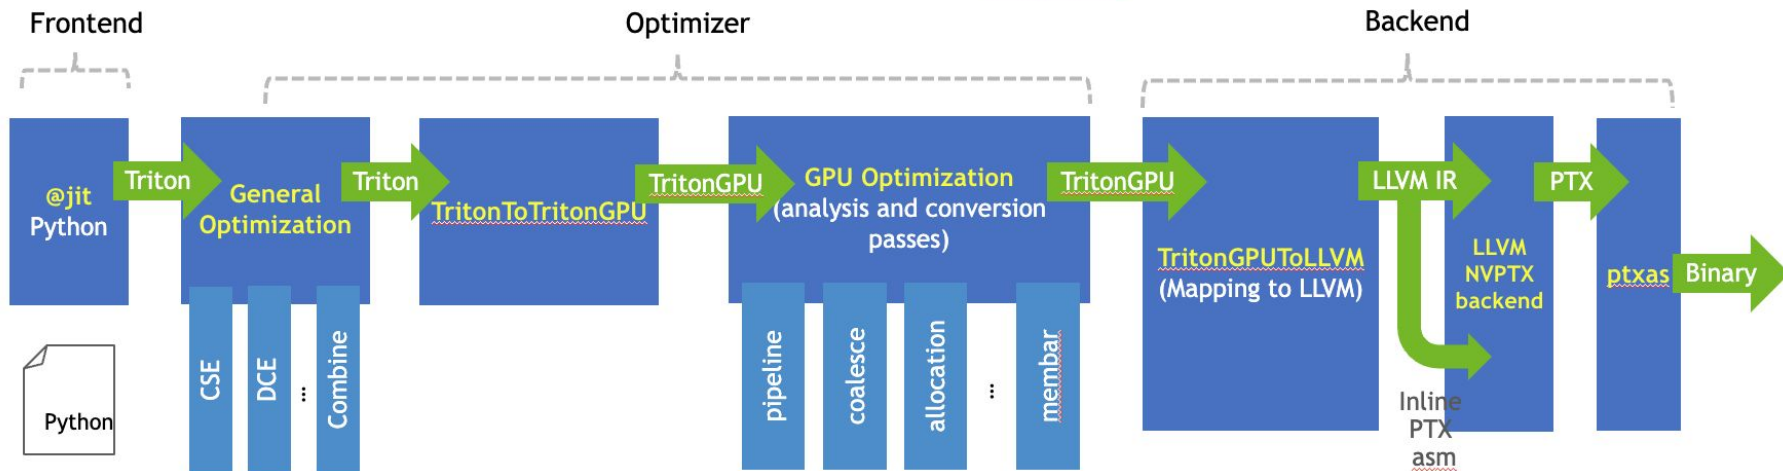 Frontend
Optimizer
Backend
@jit
Python
Triton
General
Optimization
Triton
TritonToTritonGPU
TritonGPU
GPU Optimization
(analysis and conversion
passes)
TritonGPU
TritonGPUToLLVM
(Mapping to LLVM)
LLVM IR
LLVM
NVPTX
backend
PTX
ptxas
Binary
Python
CSE
DCE
...
Combine
pipeline
coalesce
allocation
...
membar
Inline
PTX
asm